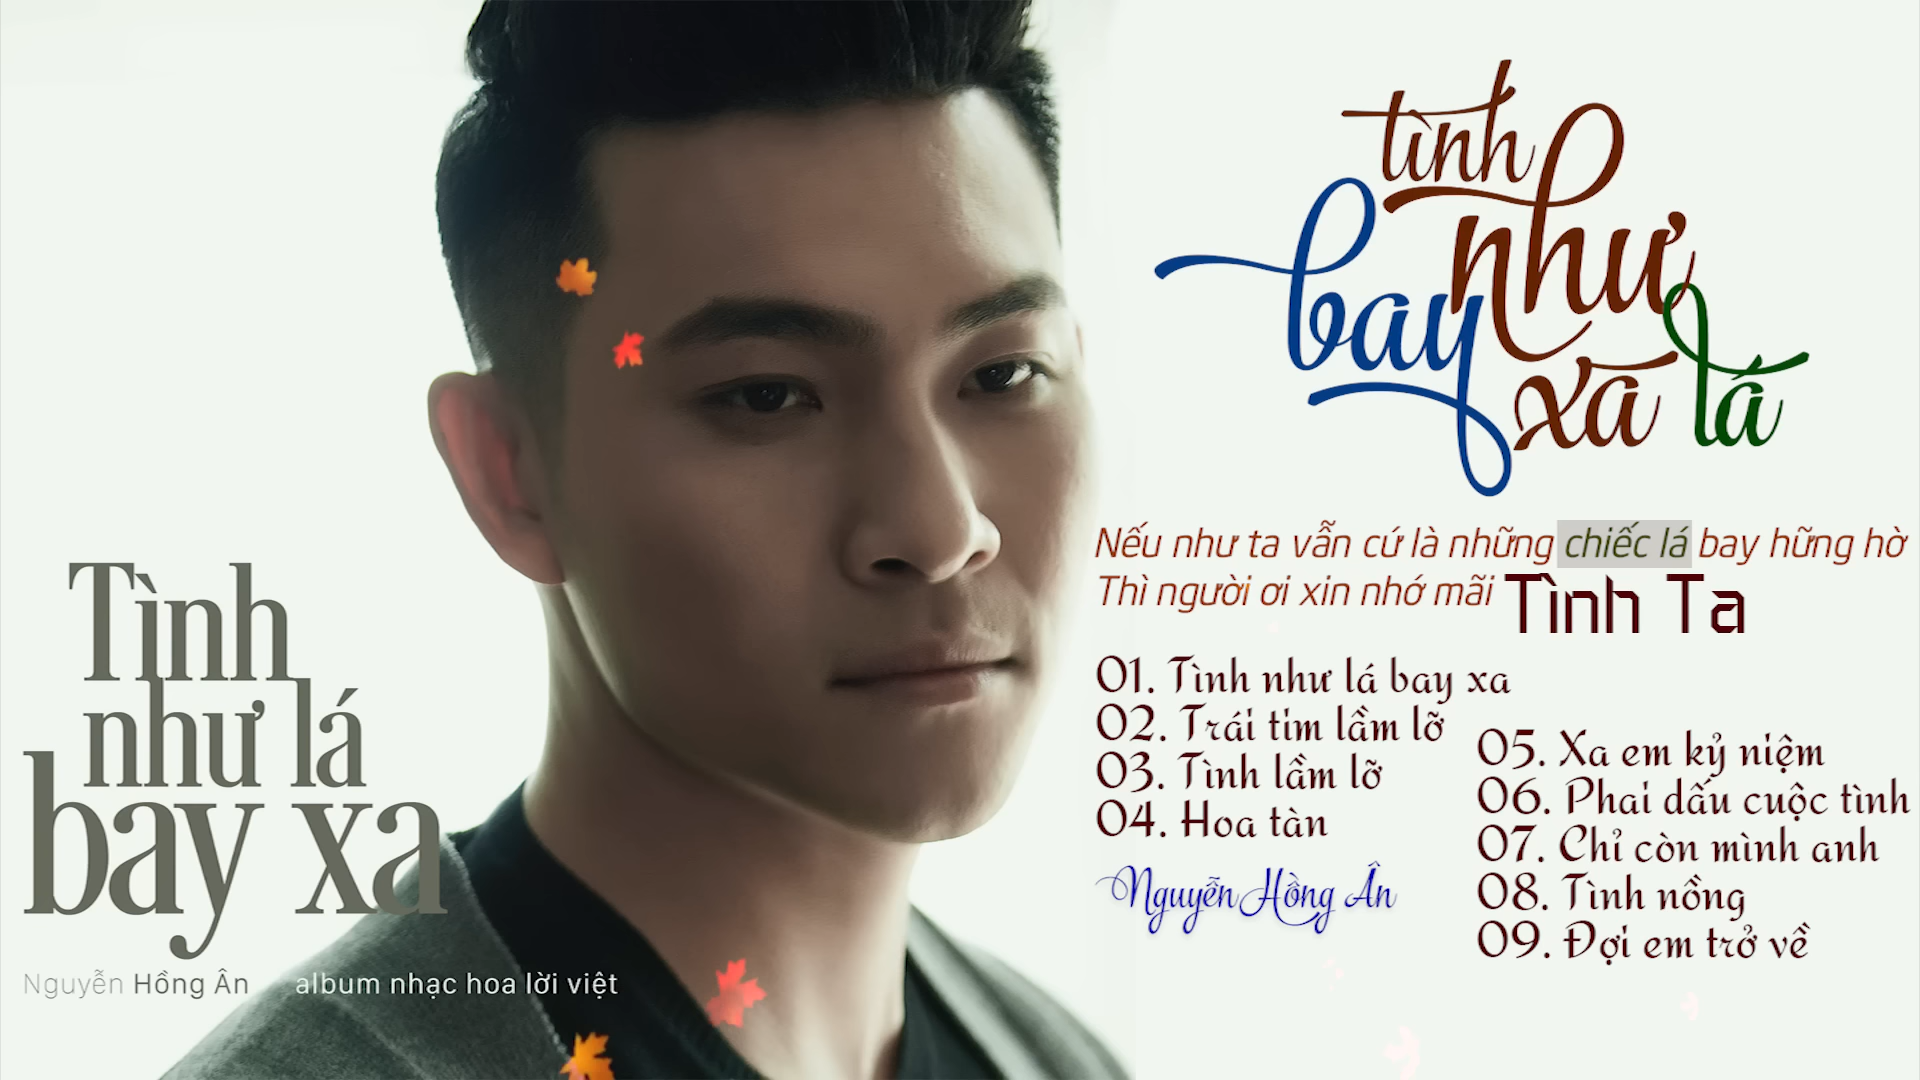 Tình
như lá
bay xa
Nguyễn Hồng Ân album nhạc hoa lời việt
tình
như
bay
xa lá
Nếu như ta vẫn cứ là những chiếc lá bay hững hờ
Thì người ơi xin nhớ mãi Tình Ta
01. Tình như lá bay xa
02. Trái tim lầm lỡ
03. Tình lầm lỡ
04. Hoa tàn
Nguyễn Hồng Ân
05. Xa em kỷ niệm
06. Phai dấu cuộc tình
07. Chỉ còn mình anh
08. Tình nồng
09. Đợi em trở về